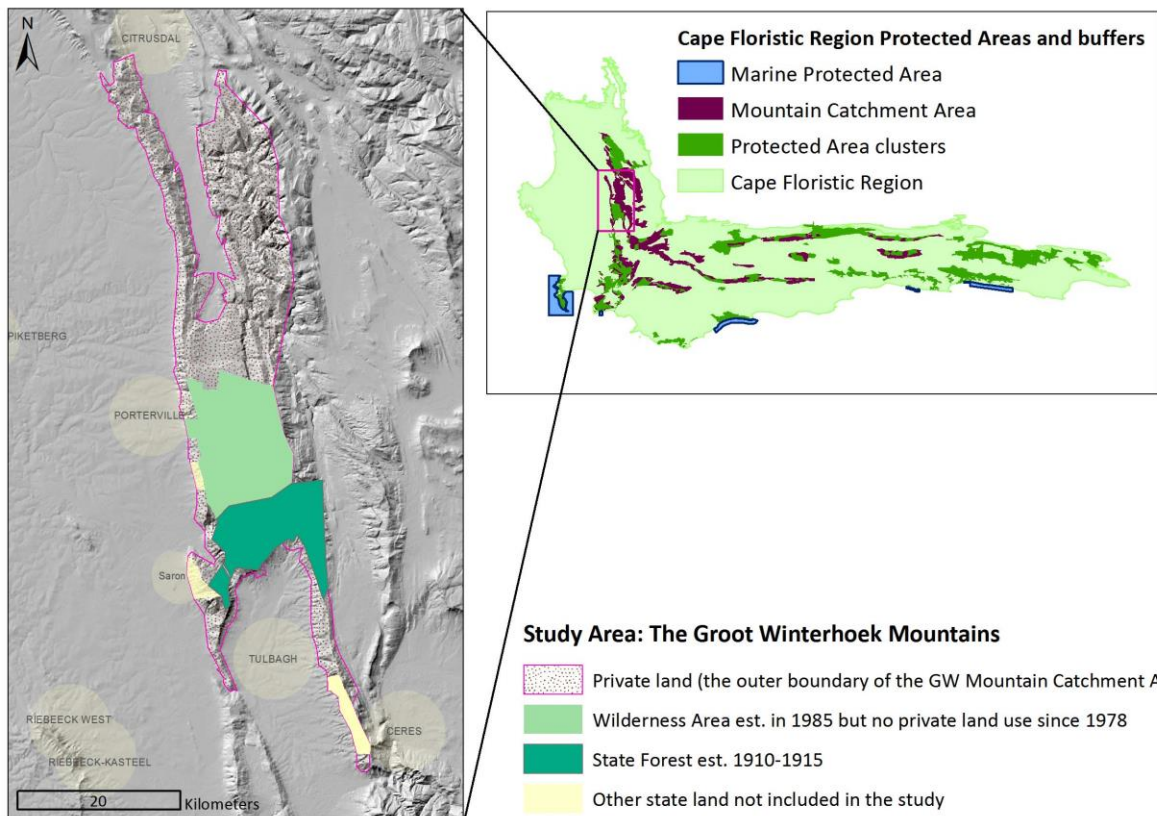 N
CITRUSDAL
PIKETBERG
PORTERVILLE
Saron
TULBAGH
RIEBEECK WEST
RIEBEECK-KASTEEL
CERES
20 Kilometers
Cape Floristic Region Protected Areas and buffers
Marine Protected Area
Mountain Catchment Area
Protected Area clusters
Cape Floristic Region
Study Area: The Groot Winterhoek Mountains
Private land (the outer boundary of the GW Mountain Catchment A
Wilderness Area est. in 1985 but no private land use since 1978
State Forest est. 1910-1915
Other state land not included in the study